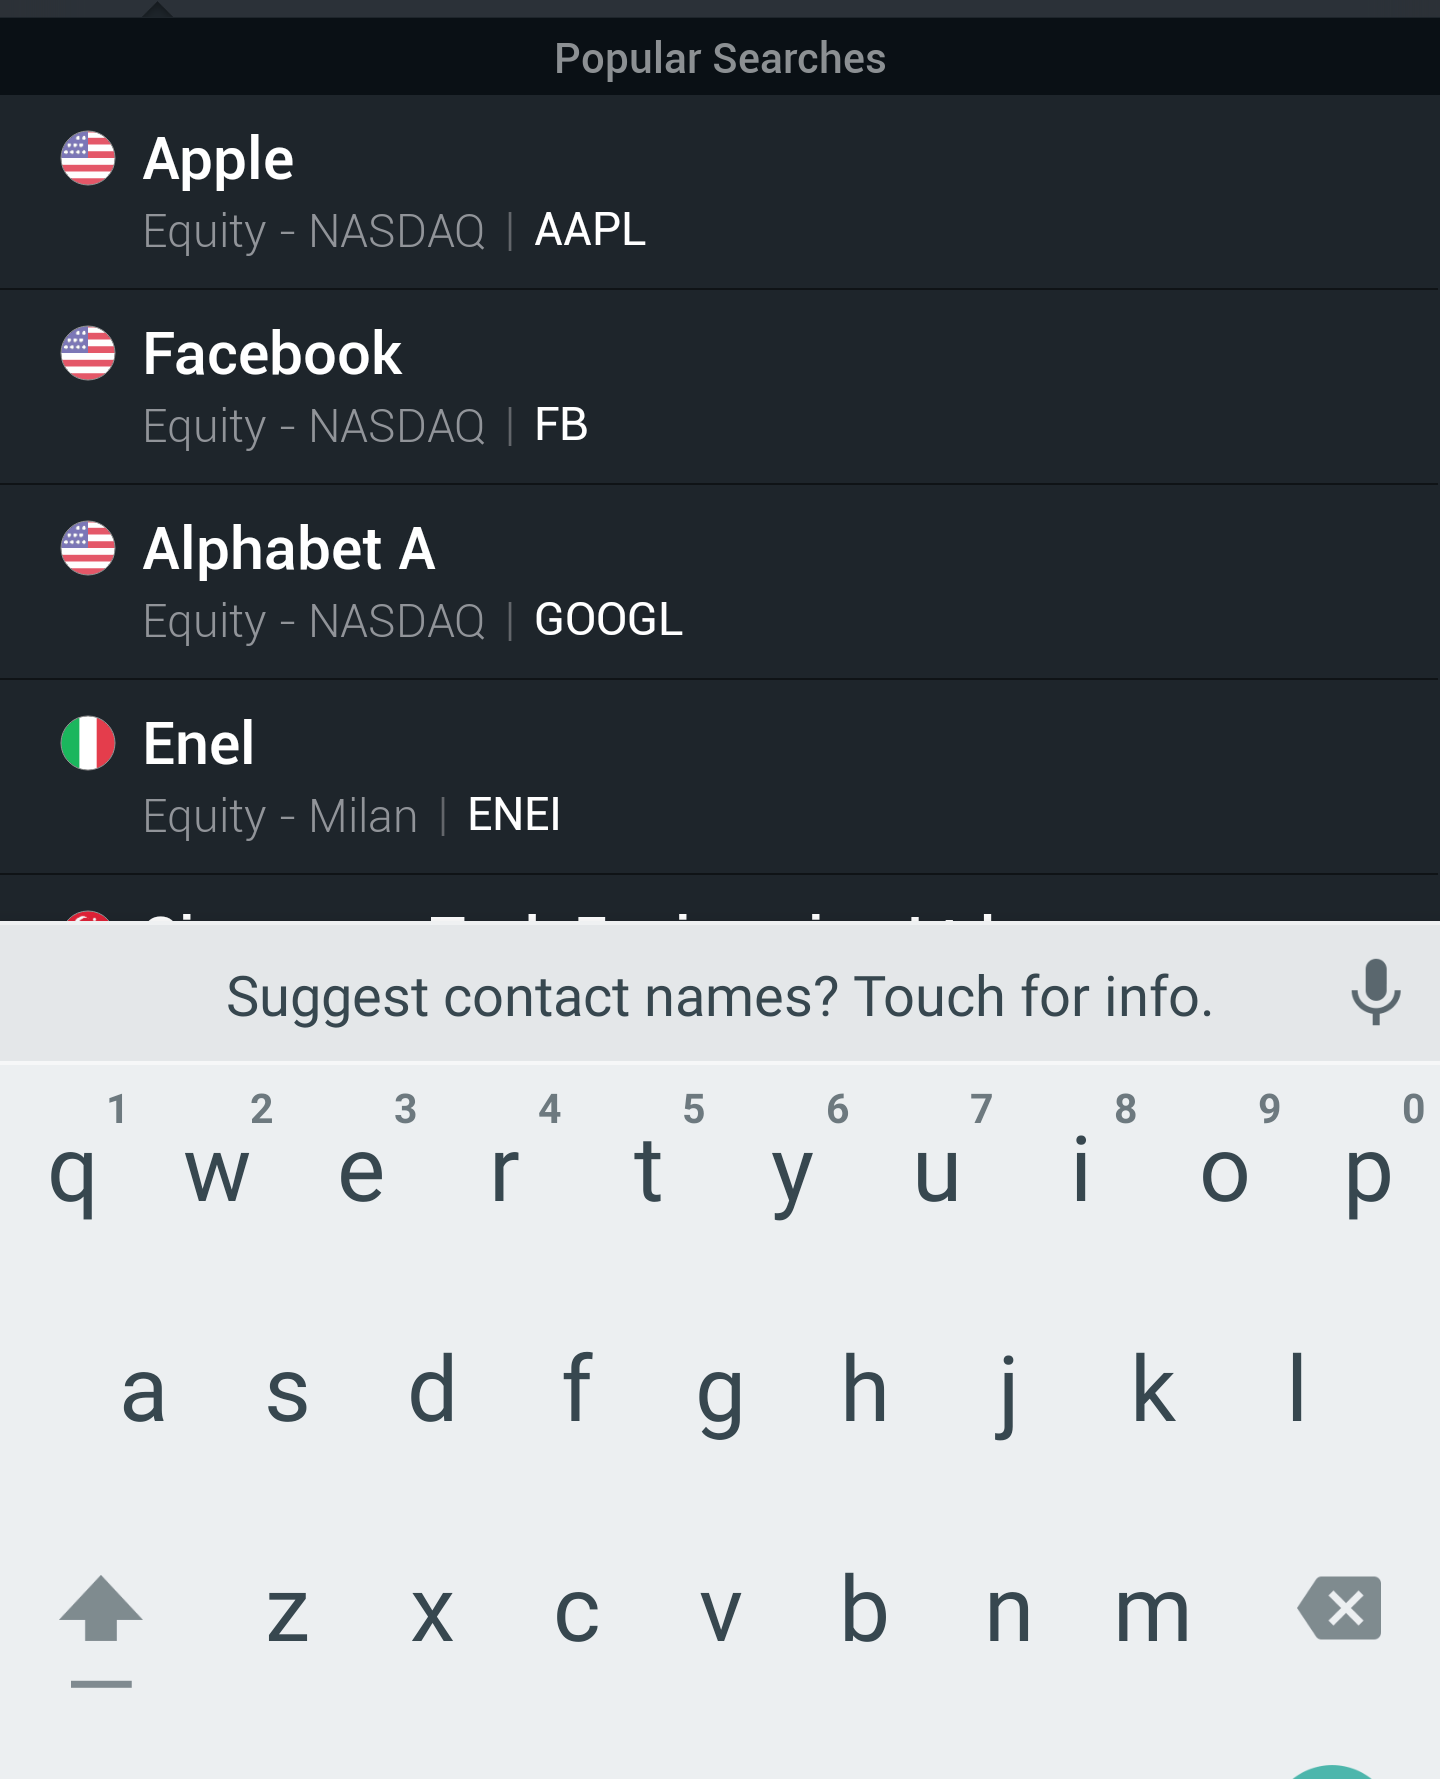 Popular Searches
Apple
Equity - NASDAQ | AAPL
Facebook
Equity - NASDAQ | FB
Alphabet A
Equity - NASDAQ | GOOGL
Enel
Equity - Milan | ENEI
Suggest contact names? Touch for info.
1 2 3 4 5 6 7 8 9 0
q w e r t y u i o p
a s d f g h j k l
z x c v b n m